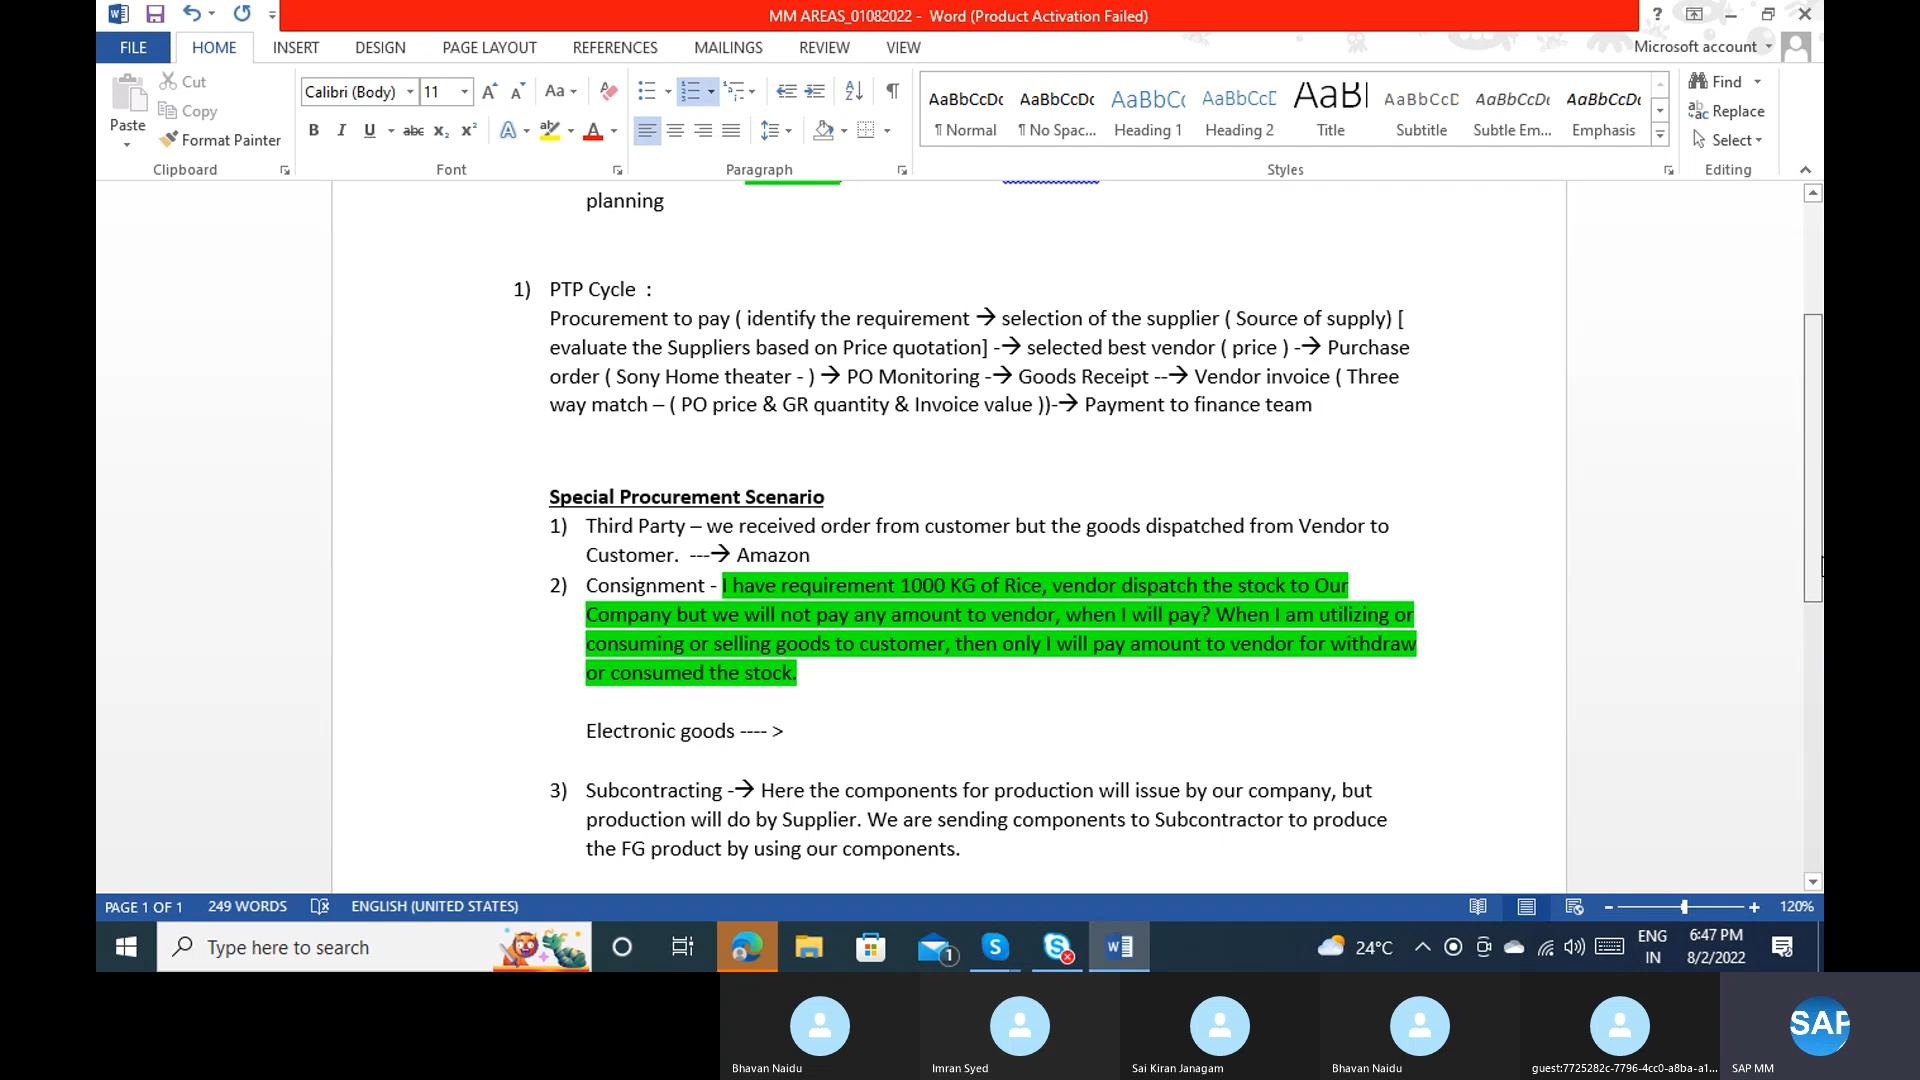 MM AREAS_01082022 - Word (Product Activation Failed)
FILE HOME INSERT DESIGN PAGE LAYOUT REFERENCES MAILINGS REVIEW VIEW Microsoft account
Paste Cut Copy Format Painter
Calibri (Body) 11
AaBbCcDc AaBbCcDc AaBbC AaBbCcD AaB AaBbCcD AaBbCcDc AaBbCcDc
¶ Normal ¶ No Spac... Heading 1 Heading 2 Title Subtitle Subtle Em... Emphasis
Find Replace Select
Clipboard Font Paragraph Styles Editing
planning
1) PTP Cycle :
Procurement to pay ( identify the requirement → selection of the supplier ( Source of supply) [
evaluate the Suppliers based on Price quotation] -→ selected best vendor ( price ) -→ Purchase
order ( Sony Home theater - ) → PO Monitoring -→ Goods Receipt --→ Vendor invoice ( Three
way match – ( PO price & GR quantity & Invoice value ))-→ Payment to finance team
Special Procurement Scenario
1) Third Party – we received order from customer but the goods dispatched from Vendor to
Customer. ---→ Amazon
2) Consignment - I have requirement 1000 KG of Rice, vendor dispatch the stock to Our
Company but we will not pay any amount to vendor, when I will pay? When I am utilizing or
consuming or selling goods to customer, then only I will pay amount to vendor for withdraw
or consumed the stock.
Electronic goods ---- >
3) Subcontracting -→ Here the components for production will issue by our company, but
production will do by Supplier. We are sending components to Subcontractor to produce
the FG product by using our components.
PAGE 1 OF 1 249 WORDS ENGLISH (UNITED STATES) 120%
Type here to search 1 24°C ENG IN 6:47 PM 8/2/2022
SAP
Bhavan Naidu Imran Syed Sai Kiran Janagam Bhavan Naidu guest:7725282c-7796-4cc0-a8ba-a1... SAP MM